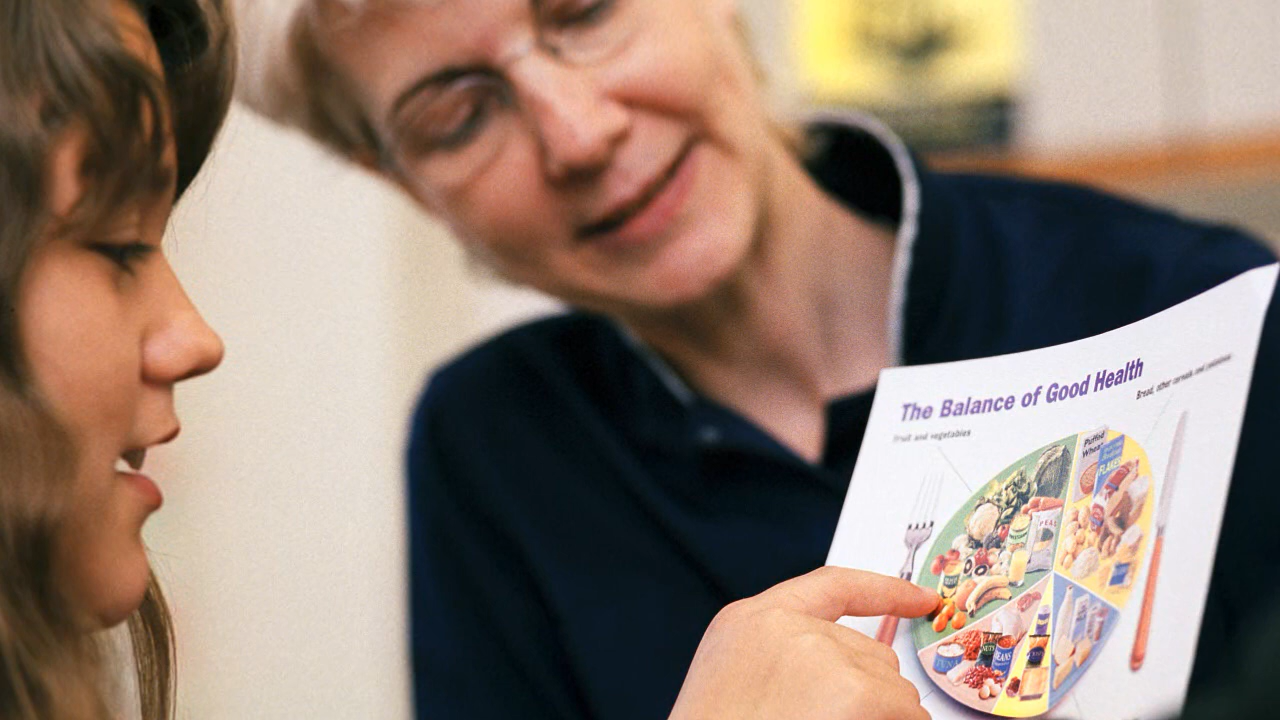 The Balance of Good Health
Bread, other cereals and potatoes
Fruit and vegetables
Puffed
Wheat
FLAKES
PEAS
TUNA
NUTS
BEANS